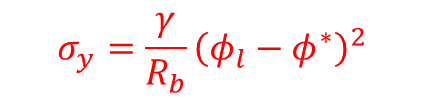 σ_y = γ/R_b (ϕ_l − ϕ*)²